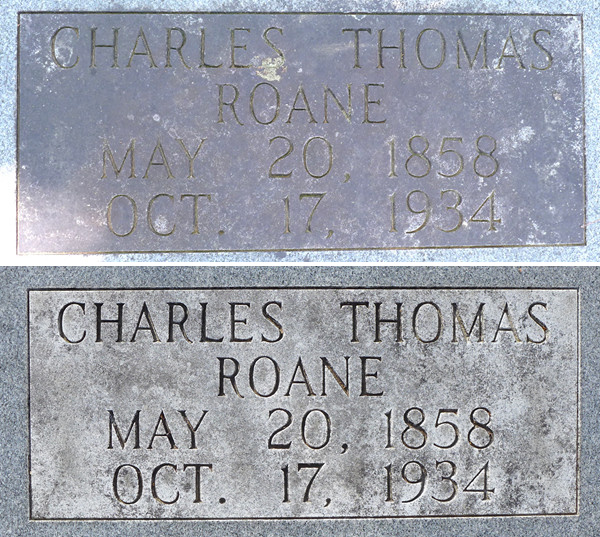 CHARLES THOMAS
ROANE
MAY 20, 1858
OCT. 17, 1934
CHARLES THOMAS
ROANE
MAY 20, 1858
OCT. 17, 1934